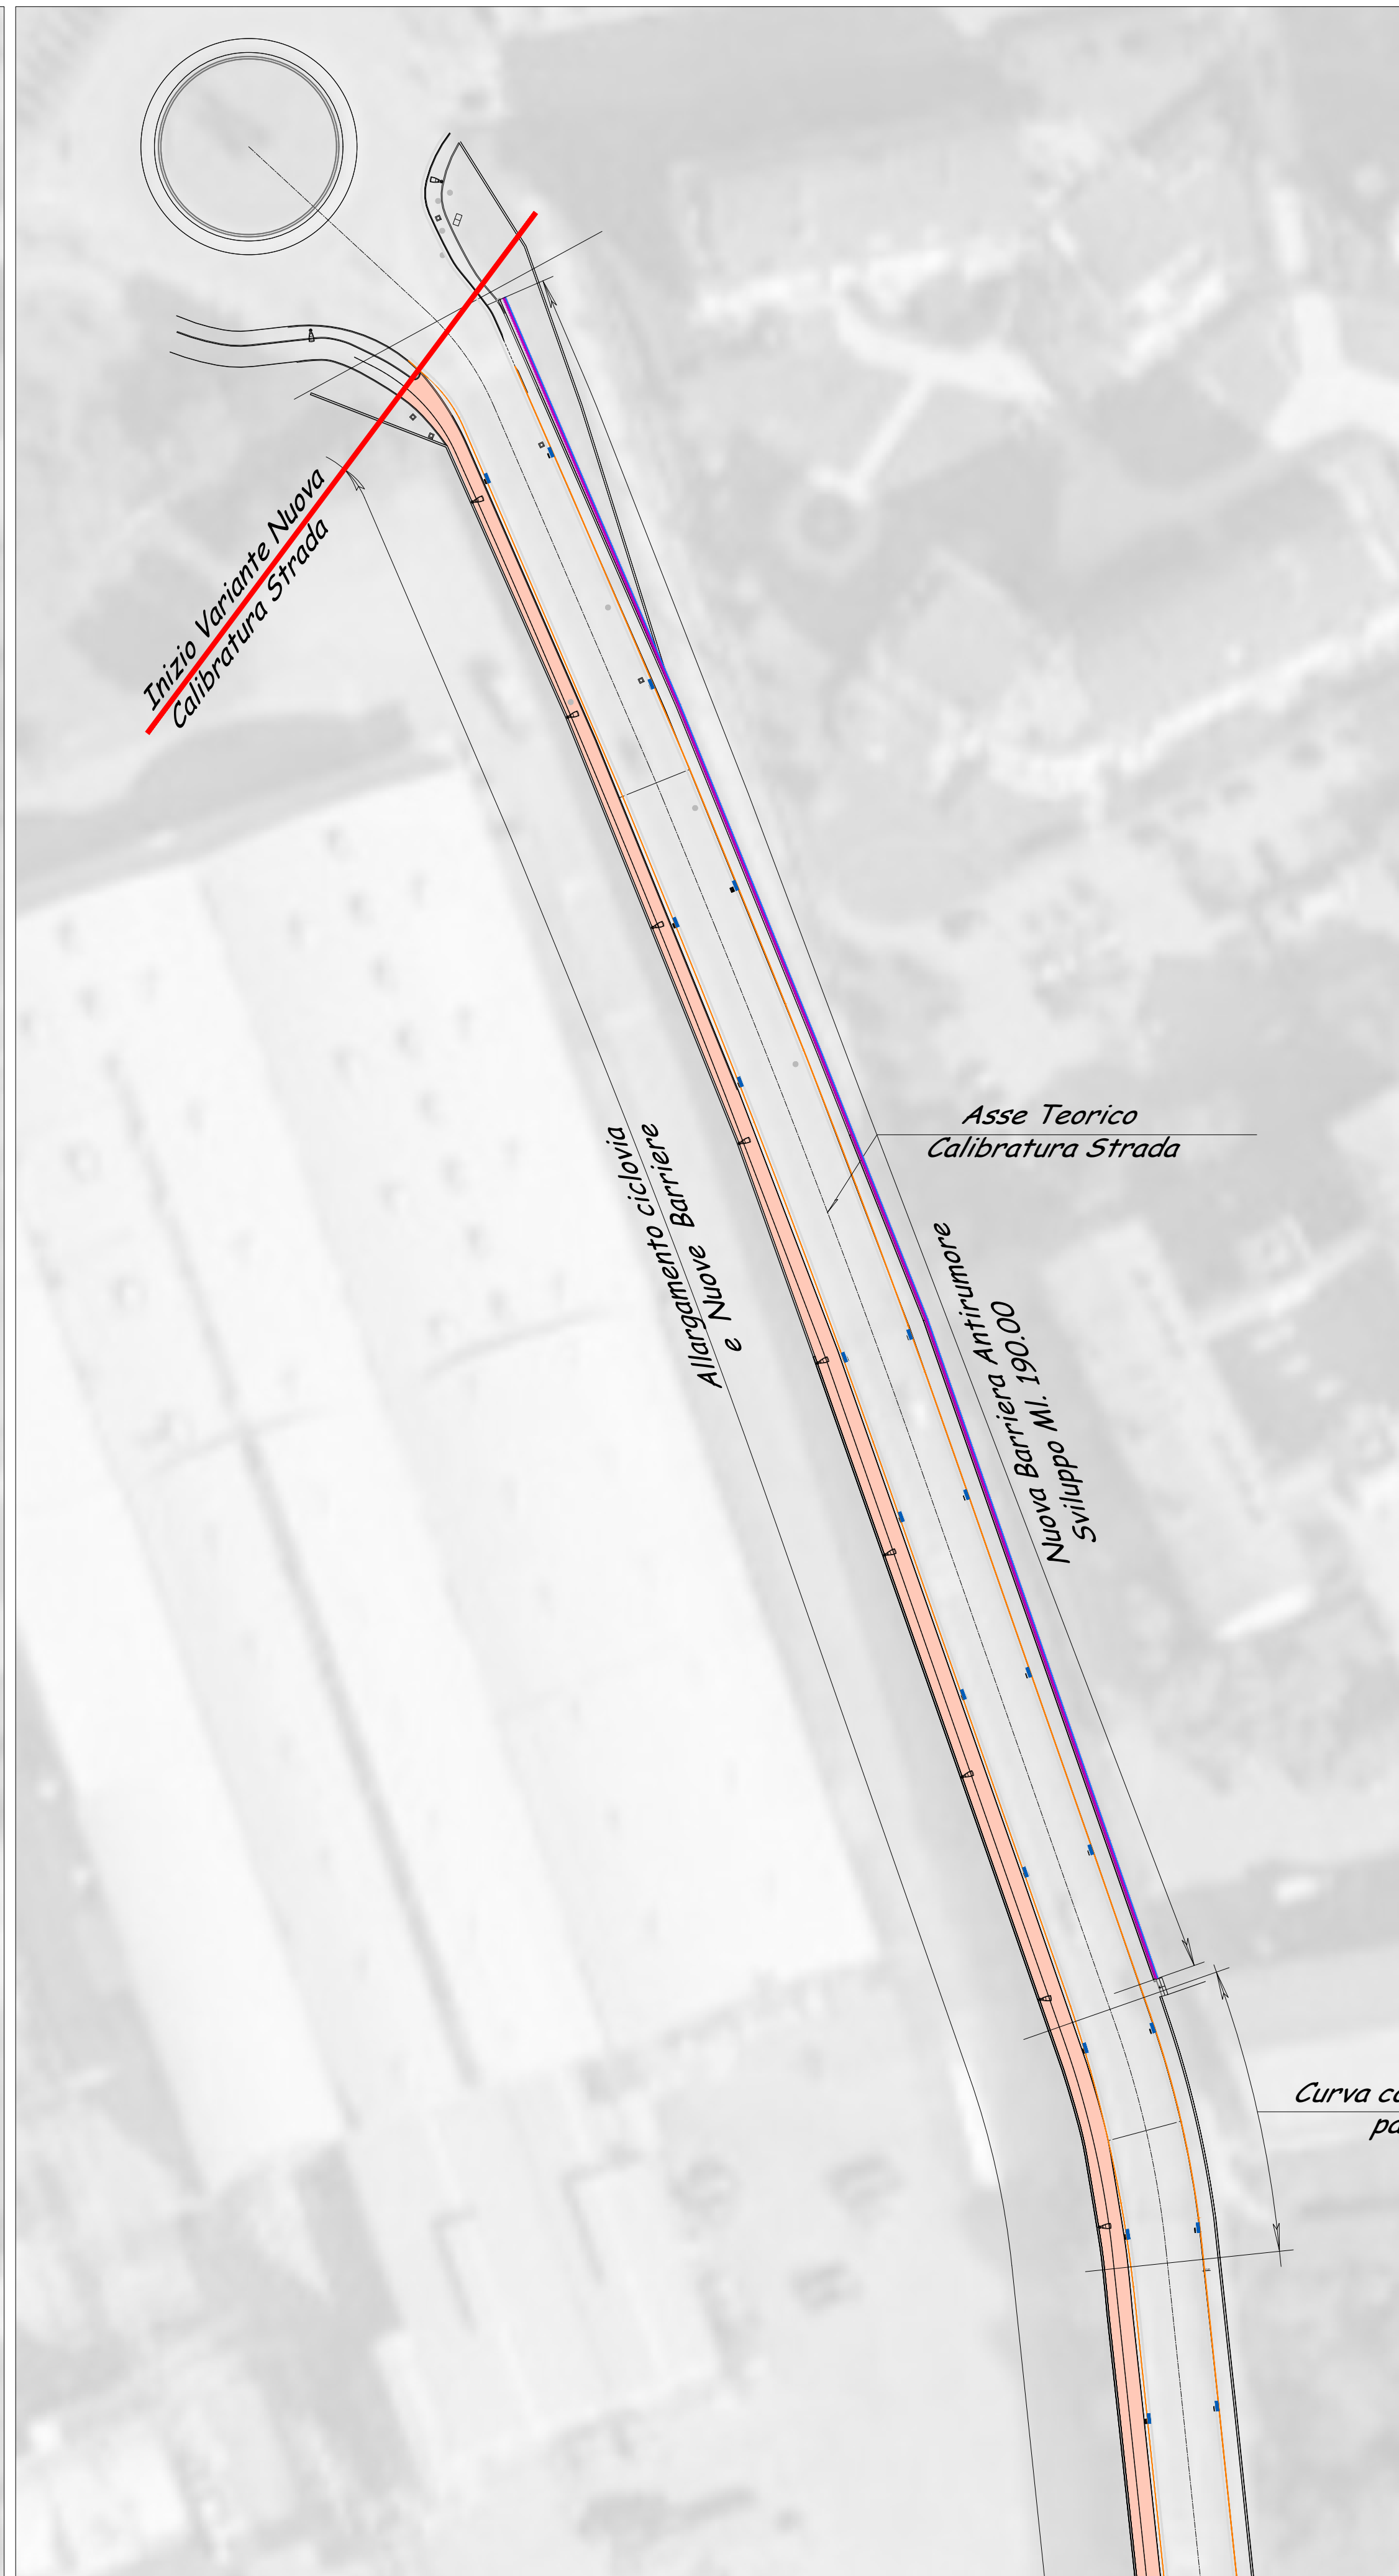 Inizio Variante Nuova
Calibratura Strada
Asse Teorico
Calibratura Strada
Allargamento ciclovia
e Nuove Barriere
Nuova Barriera Antirumore
Sviluppo Ml. 190.00
Curva